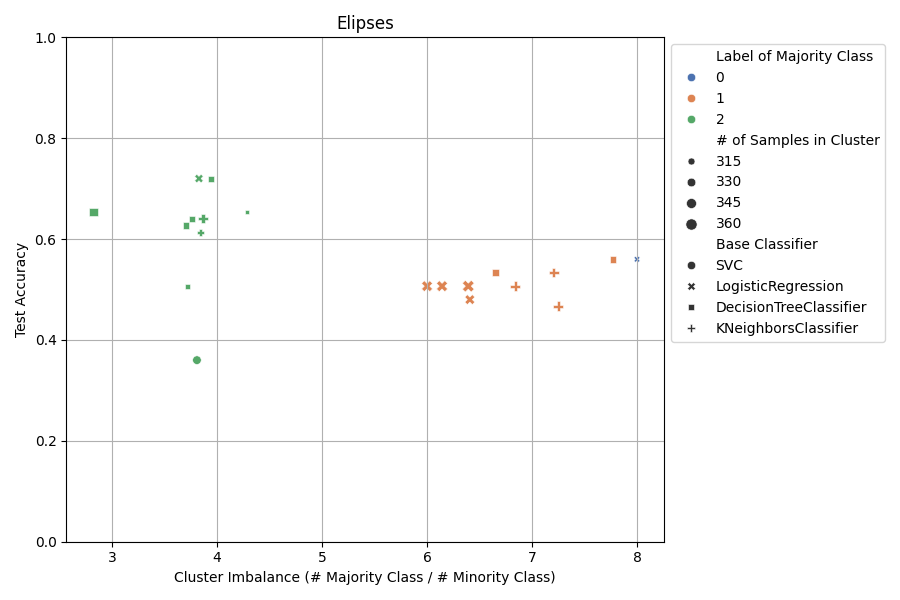 Elipses
1.0
0.8
0.6
0.4
0.2
0.0
Test Accuracy
3 4 5 6 7 8
Cluster Imbalance (# Majority Class / # Minority Class)
Label of Majority Class
0
1
2
# of Samples in Cluster
315
330
345
360
Base Classifier
SVC
LogisticRegression
DecisionTreeClassifier
KNeighborsClassifier